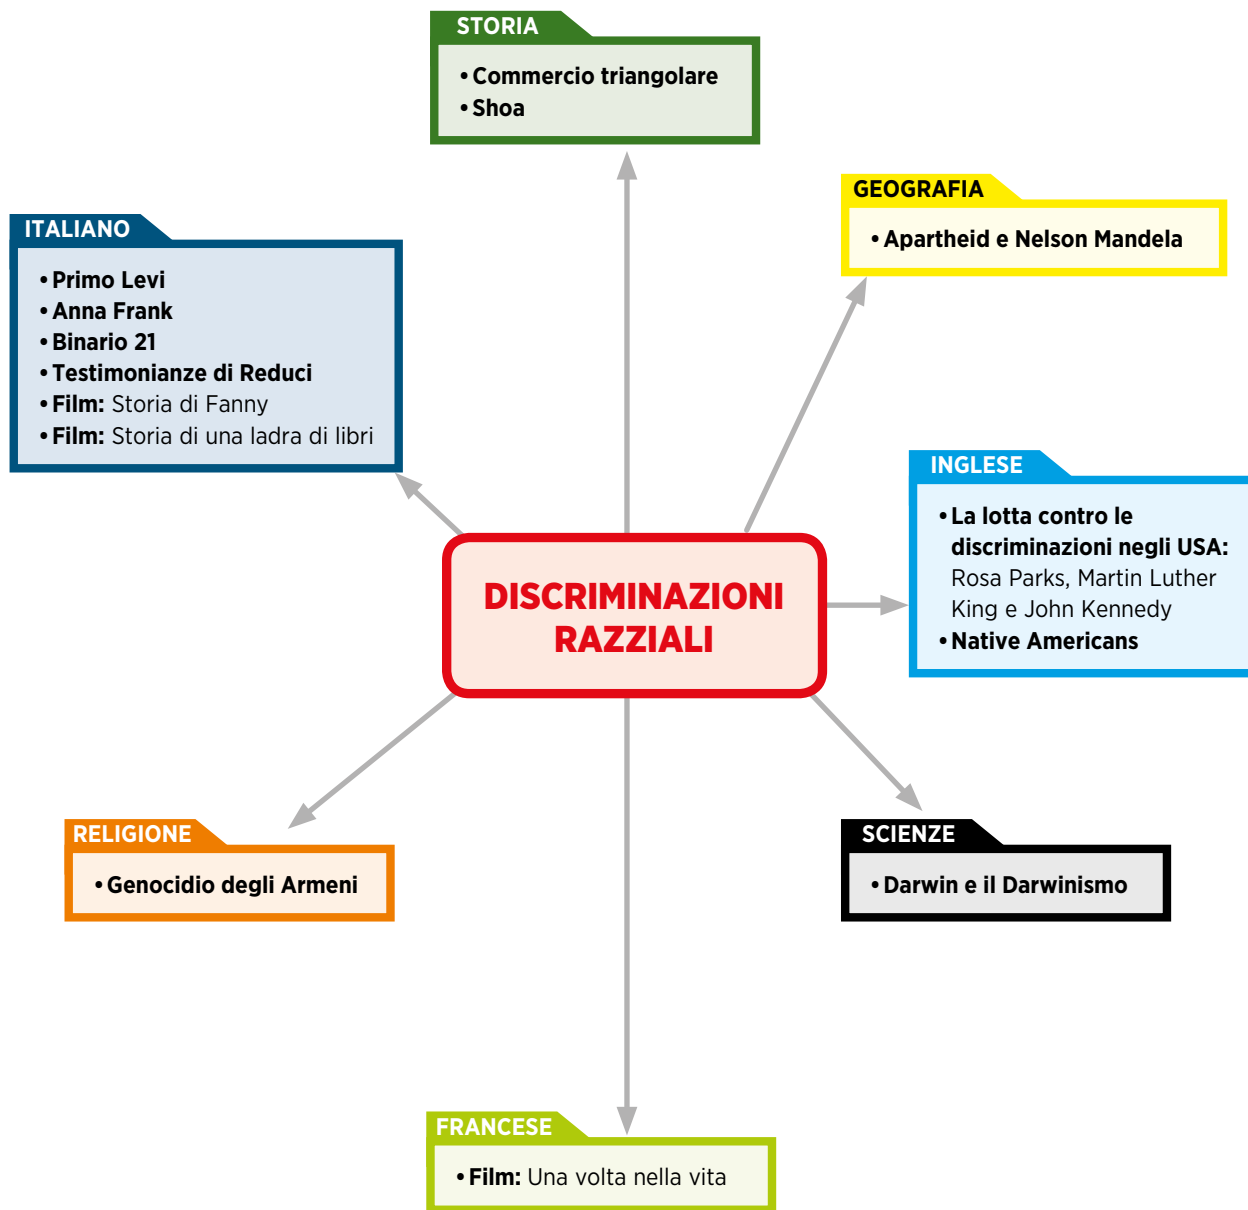 STORIA
• Commercio triangolare
• Shoa
GEOGRAFIA
• Apartheid e Nelson Mandela
ITALIANO
• Primo Levi
• Anna Frank
• Binario 21
• Testimonianze di Reduci
• Film: Storia di Fanny
• Film: Storia di una ladra di libri
INGLESE
• La lotta contro le
discriminazioni negli USA:
Rosa Parks, Martin Luther
King e John Kennedy
• Native Americans
DISCRIMINAZIONI
RAZZIALI
RELIGIONE
• Genocidio degli Armeni
SCIENZE
• Darwin e il Darwinismo
FRANCESE
• Film: Una volta nella vita